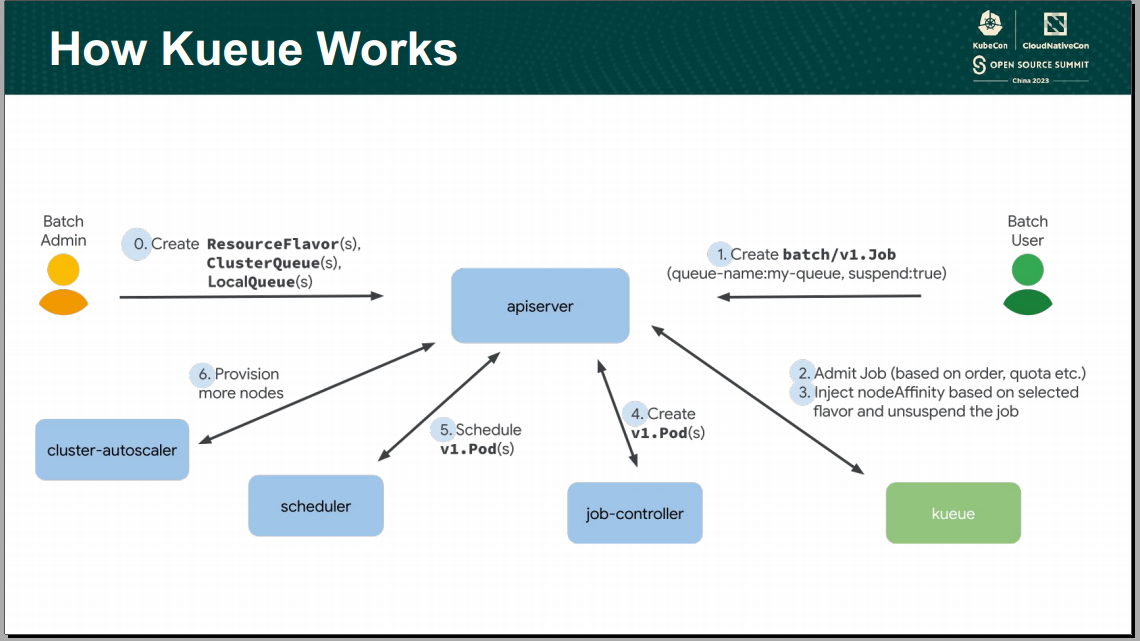 How Kueue Works
KubeCon
CloudNativeCon
OPEN SOURCE SUMMIT
China 2023
Batch
Admin
0. Create ResourceFlavor(s),
ClusterQueue(s),
LocalQueue(s)
apiserver
1. Create batch/v1.Job
(queue-name:my-queue, suspend:true)
Batch
User
6. Provision
more nodes
5. Schedule
v1.Pod(s)
4. Create
v1.Pod(s)
2. Admit Job (based on order, quota etc.)
3. Inject nodeAffinity based on selected
flavor and unsuspend the job
cluster-autoscaler
scheduler
job-controller
kueue